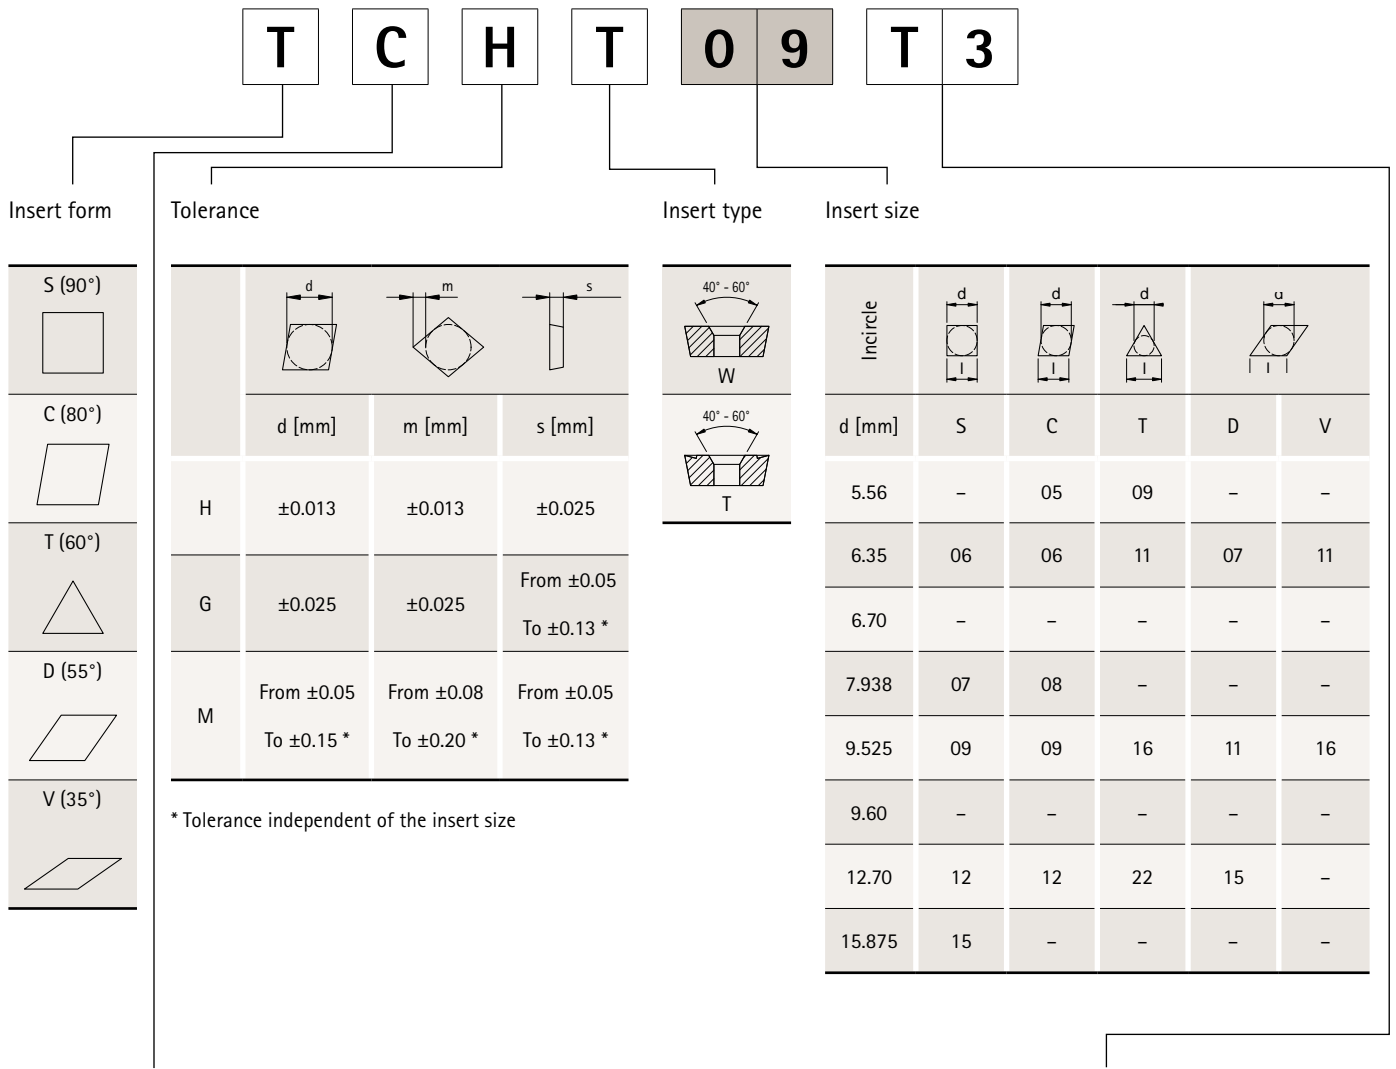 T C H T 0 9 T 3
Insert form
Tolerance
Insert type
Insert size
S (90°)
C (80°)
T (60°)
D (55°)
V (35°)
d m s
d [mm] m [mm] s [mm]
H ±0.013 ±0.013 ±0.025
G ±0.025 ±0.025 From ±0.05
To ±0.13 *
M From ±0.05 From ±0.08 From ±0.05
To ±0.15 * To ±0.20 * To ±0.13 *
* Tolerance independent of the insert size
40° - 60°
W
40° - 60°
T
Incircle
d d d d
l l l l
d [mm] S C T D V
5.56 – 05 09 – –
6.35 06 06 11 07 11
6.70 – – – – –
7.938 07 08 – – –
9.525 09 09 16 11 16
9.60 – – – – –
12.70 12 12 22 15 –
15.875 15 – – – –